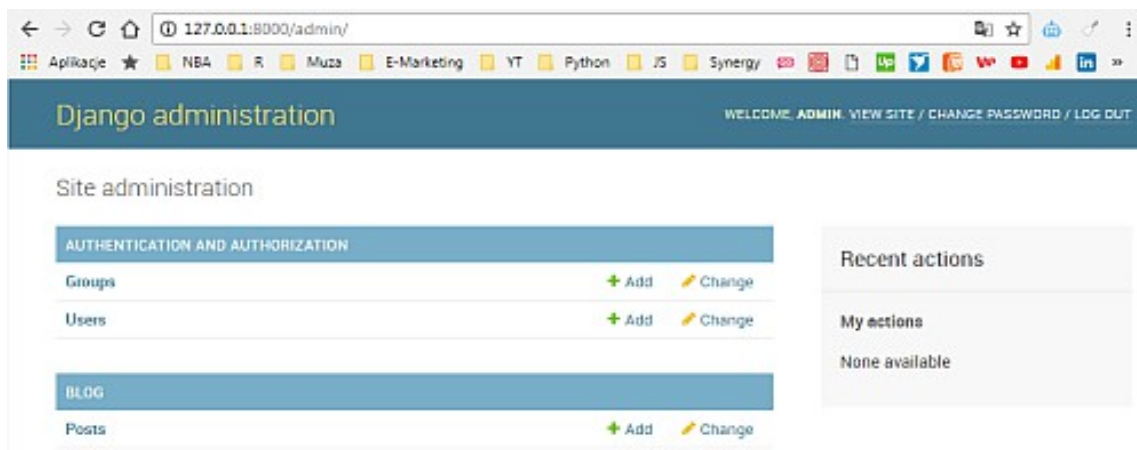 127.0.0.1:8000/admin/
Aplikacje NBA R Muza E-Marketing YT Python JS Synergy Up in »
Django administration
WELCOME, ADMIN. VIEW SITE / CHANGE PASSWORD / LOG OUT
Site administration
AUTHENTICATION AND AUTHORIZATION
Groups + Add Change
Users + Add Change
Recent actions
My actions
None available
BLOG
Posts + Add Change